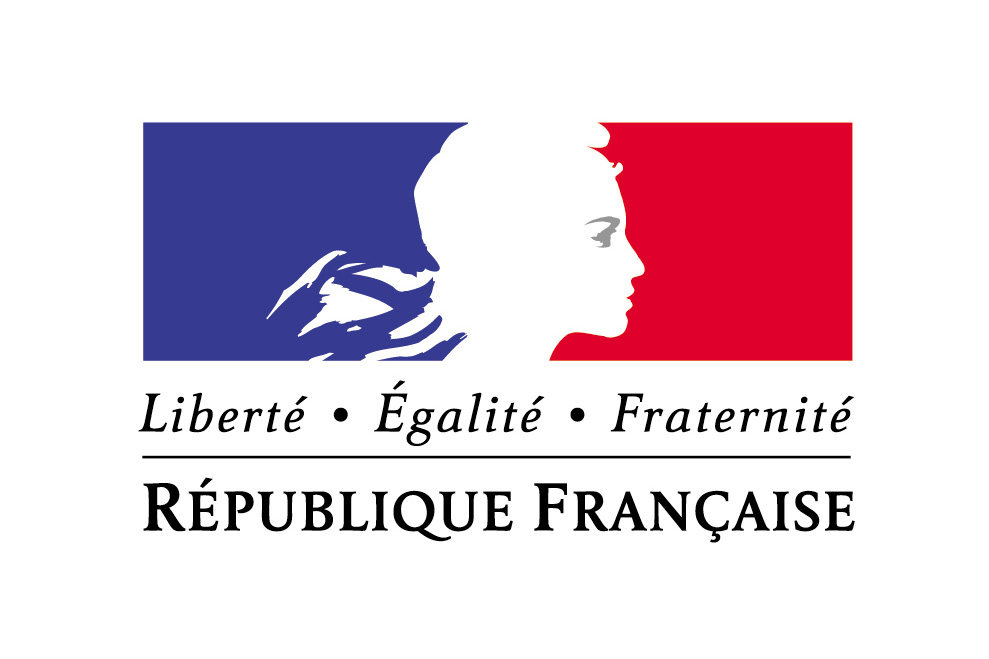 Liberté • Égalité • Fraternité
RÉPUBLIQUE FRANÇAISE